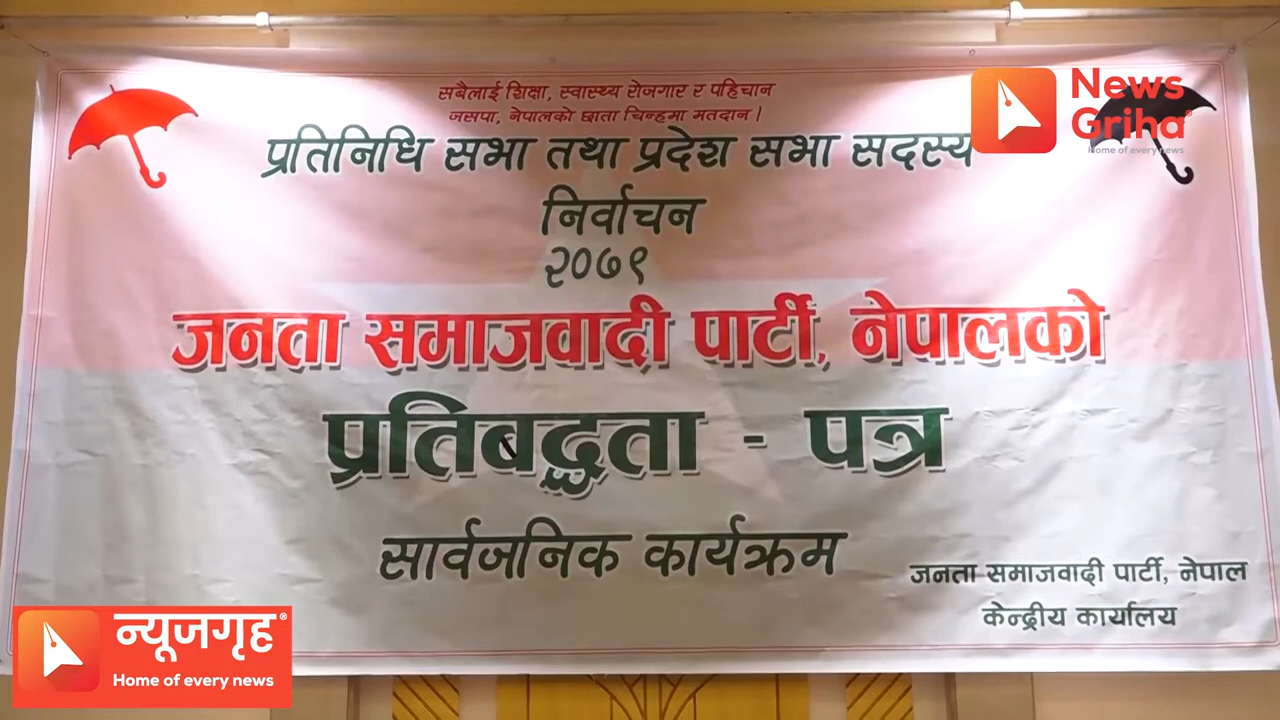 सबैलाई शिक्षा, स्वास्थ्य रोजगार र पहिचान
जसपा, नेपालको छाता चिन्हमा मतदान।
प्रतिनिधि सभा तथा प्रदेश सभा सदस्य
निर्वाचन
२०७९
जनता समाजवादी पार्टी, नेपालको
प्रतिबद्धता - पत्र
सार्वजनिक कार्यक्रम
जनता समाजवादी पार्टी, नेपाल
केन्द्रीय कार्यालय
News
Griha®
Home of every news
न्यूजगृह®
Home of every news